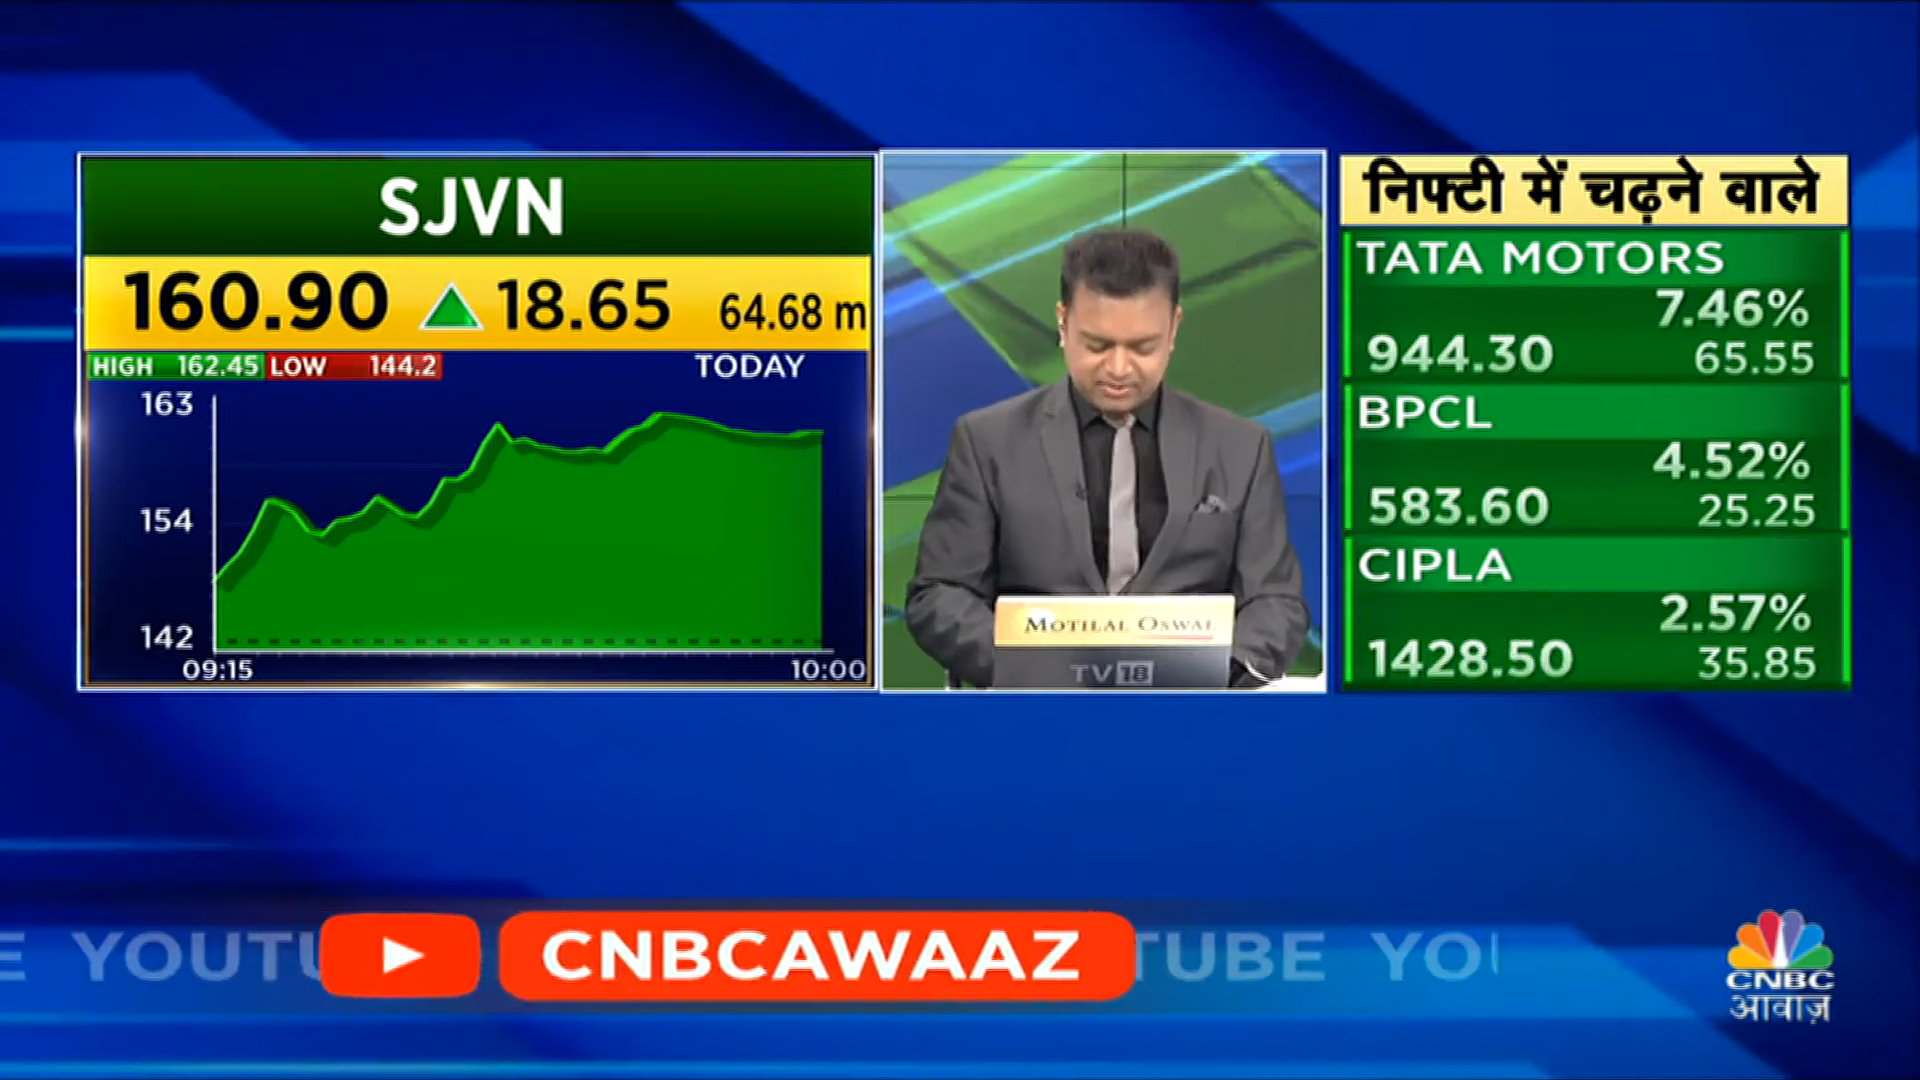 SJVN
160.90 18.65 64.68 m
HIGH 162.45 LOW 144.2 TODAY
163
154
142
09:15 10:00
MOTILAL OSWAL
TV18
निफ्टी में चढ़ने वाले
TATA MOTORS
7.46%
944.30 65.55
BPCL
4.52%
583.60 25.25
CIPLA
2.57%
1428.50 35.85
E YOUTU CNBCAWAAZ TUBE YOU
CNBC
आवाज़